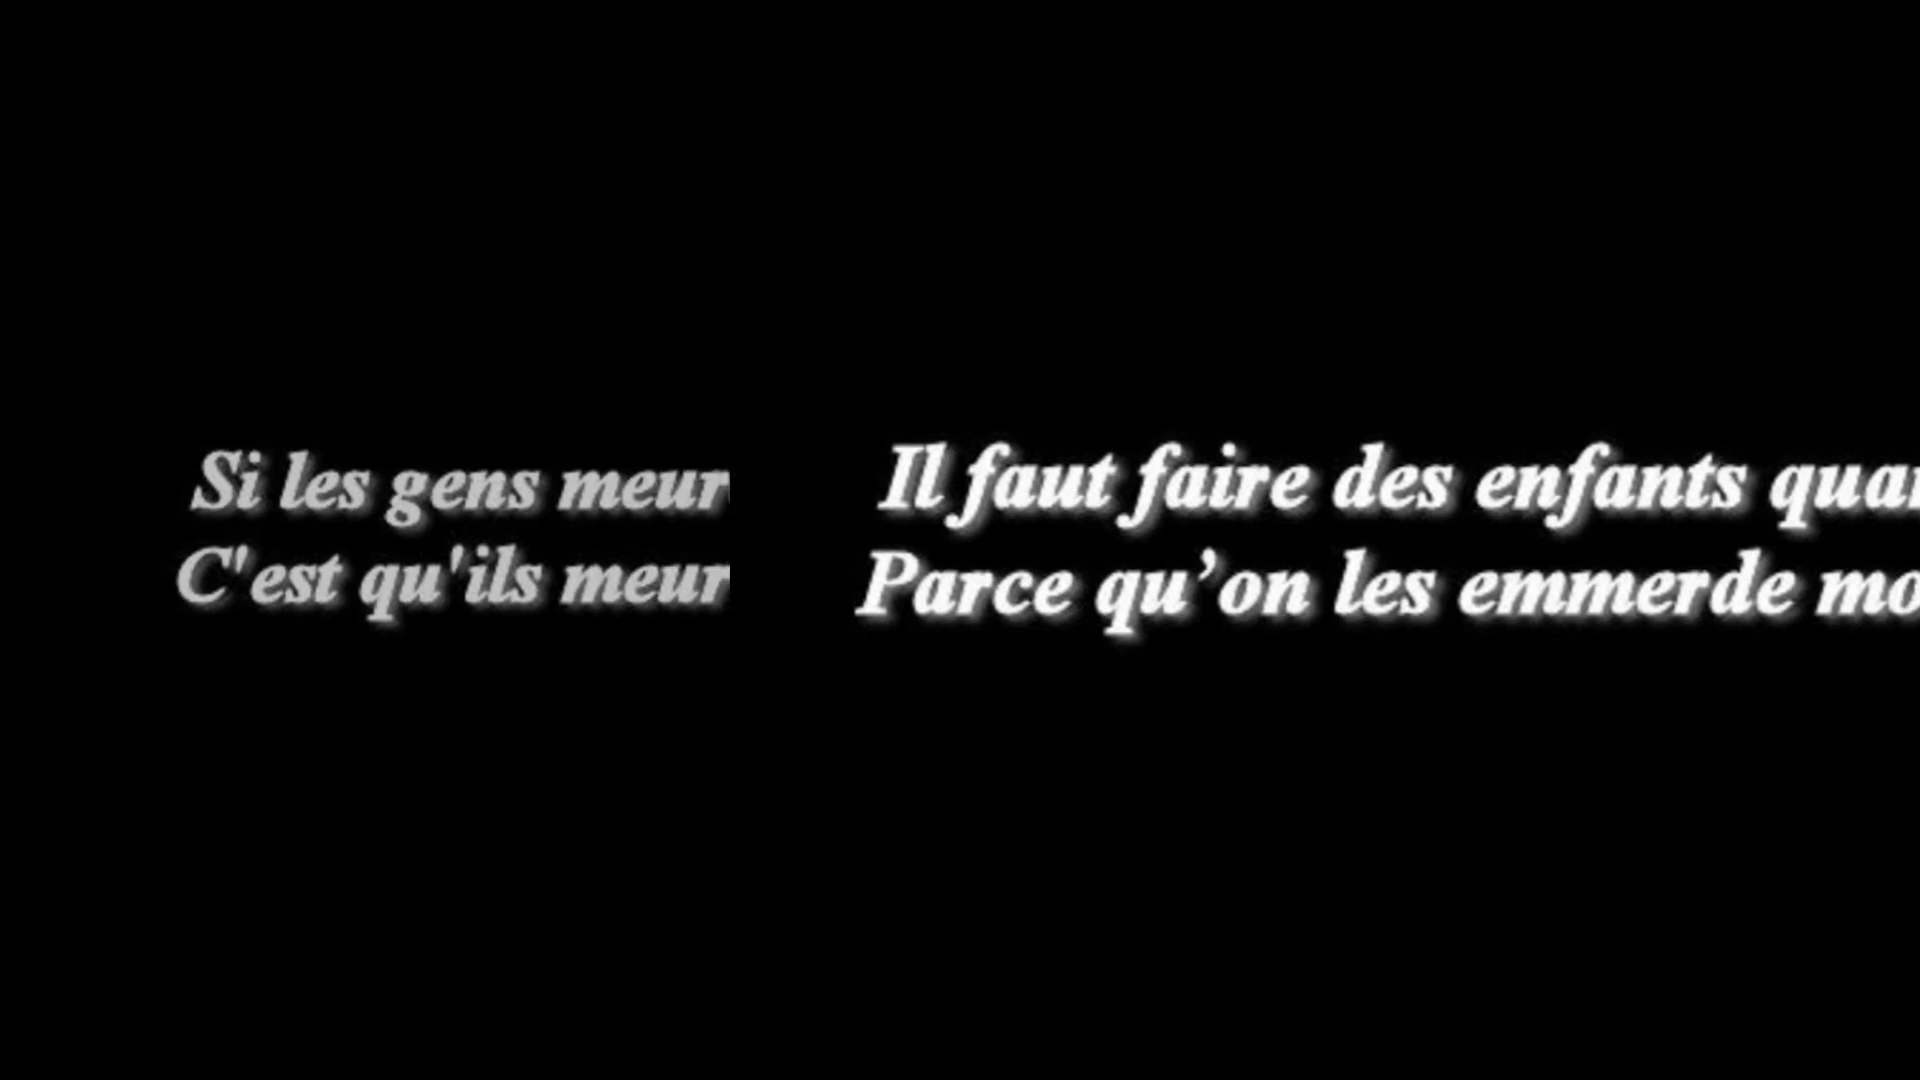 Si les gens meur
C'est qu'ils meur
Il faut faire des enfants quan
Parce qu’on les emmerde mo